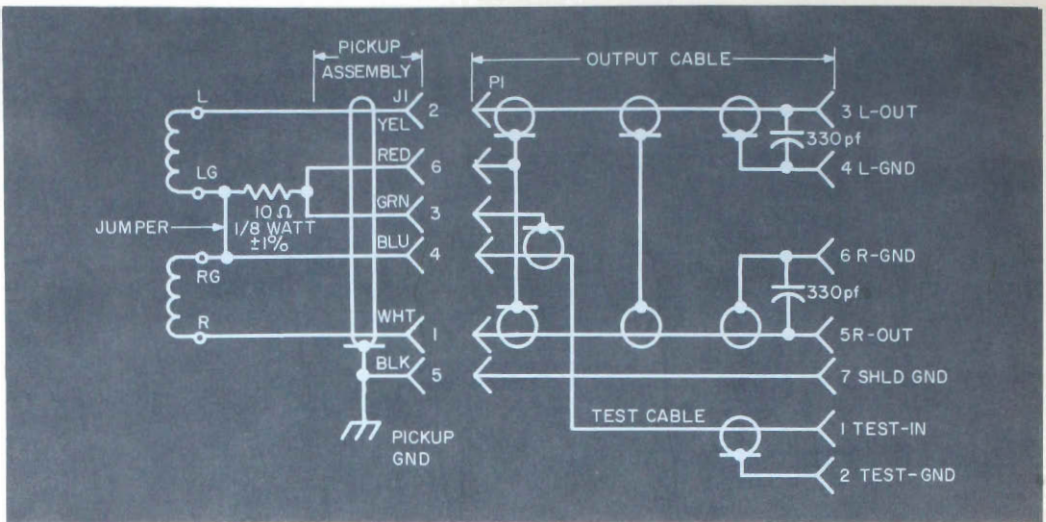 PICKUP
ASSEMBLY
OUTPUT CABLE
L
J1
2
YEL
P1
3 L-OUT
330pf
RED
6
4 L-GND
LG
10 Ω
1/8 WATT
±1%
GRN
3
JUMPER
BLU
4
6 R-GND
RG
330pf
R
WHT
1
5R-OUT
BLK
5
7 SHLD GND
TEST CABLE
1 TEST-IN
PICKUP
GND
2 TEST-GND